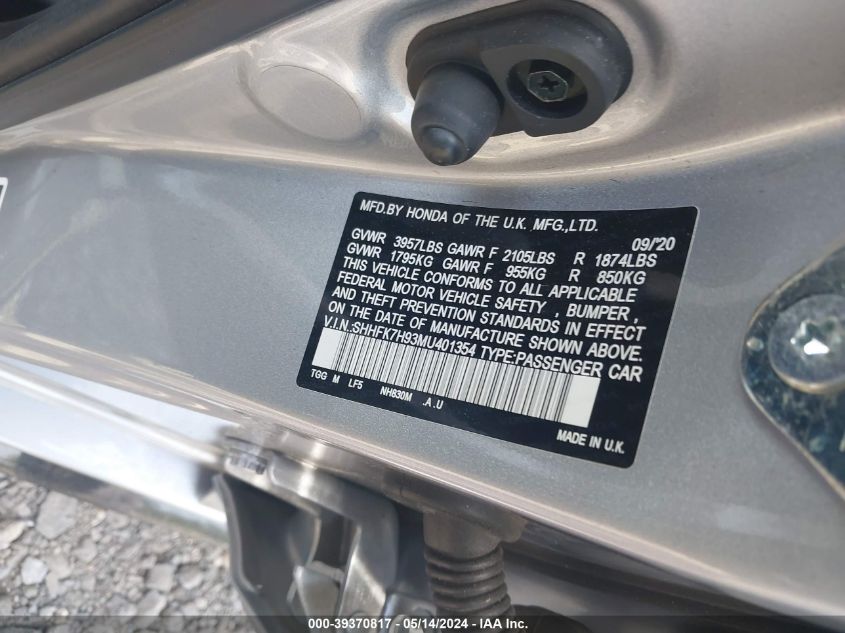 MFD.BY HONDA OF THE U.K. MFG.,LTD.
09/'20
GVWR 3957LBS GAWR F 2105LBS R 1874LBS
GVWR 1795KG GAWR F 955KG R 850KG
THIS VEHICLE CONFORMS TO ALL APPLICABLE
FEDERAL MOTOR VEHICLE SAFETY , BUMPER,
AND THEFT PREVENTION STANDARDS IN EFFECT
ON THE DATE OF MANUFACTURE SHOWN ABOVE.
V.I.N.:SHHFK7H93MU401354 TYPE:PASSENGER CAR
TGG M LF5 NH830M .A.U
MADE IN U.K.
000-39370817 - 05/14/2024 - IAA Inc.